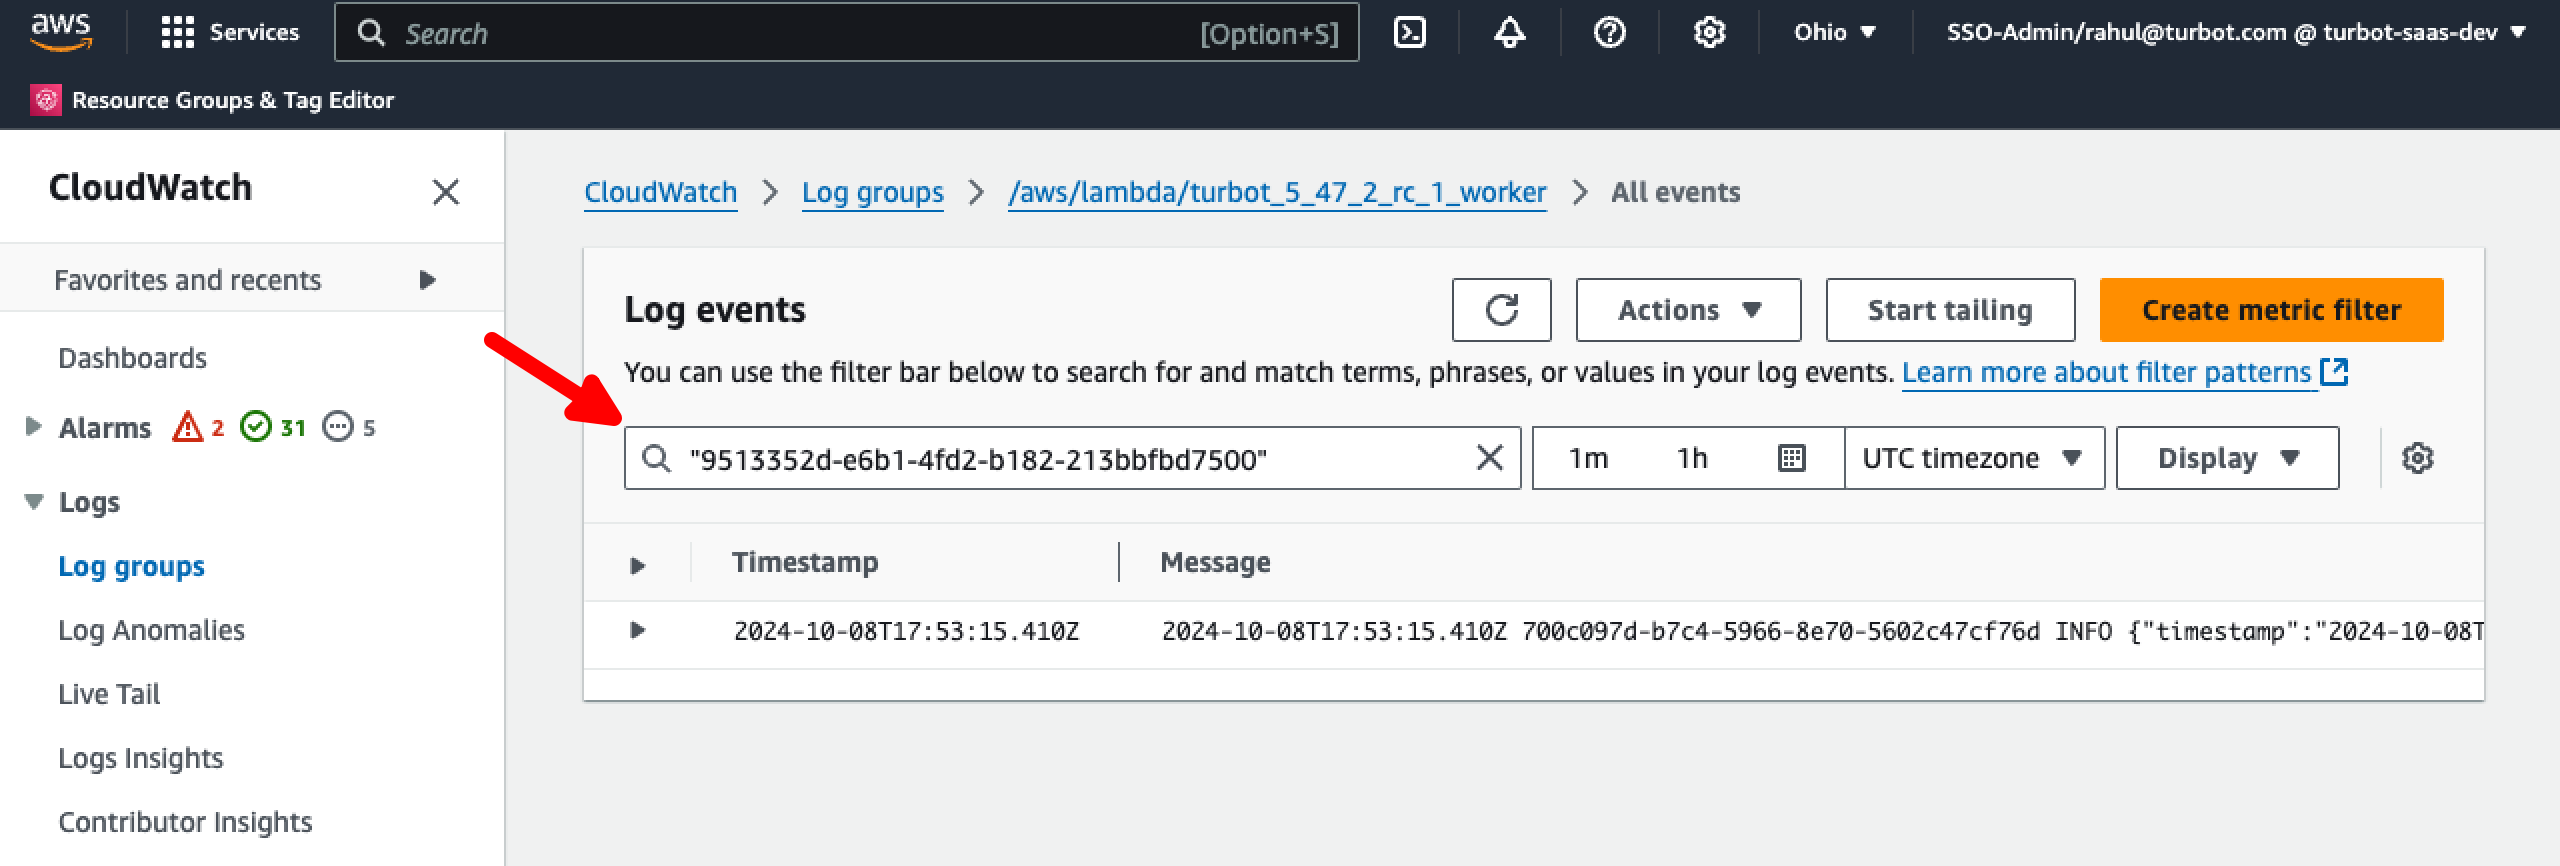 aws Services Search [Option+S] Ohio SSO-Admin/rahul@turbot.com @ turbot-saas-dev
Resource Groups & Tag Editor
CloudWatch
Favorites and recents
Dashboards
Alarms 2 31 5
Logs
Log groups
Log Anomalies
Live Tail
Logs Insights
Contributor Insights
CloudWatch > Log groups > /aws/lambda/turbot_5_47_2_rc_1_worker > All events
Log events Actions Start tailing Create metric filter
You can use the filter bar below to search for and match terms, phrases, or values in your log events. Learn more about filter patterns
"9513352d-e6b1-4fd2-b182-213bbfbd7500" 1m 1h UTC timezone Display
Timestamp Message
2024-10-08T17:53:15.410Z 2024-10-08T17:53:15.410Z 700c097d-b7c4-5966-8e70-5602c47cf76d INFO {"timestamp":"2024-10-08T